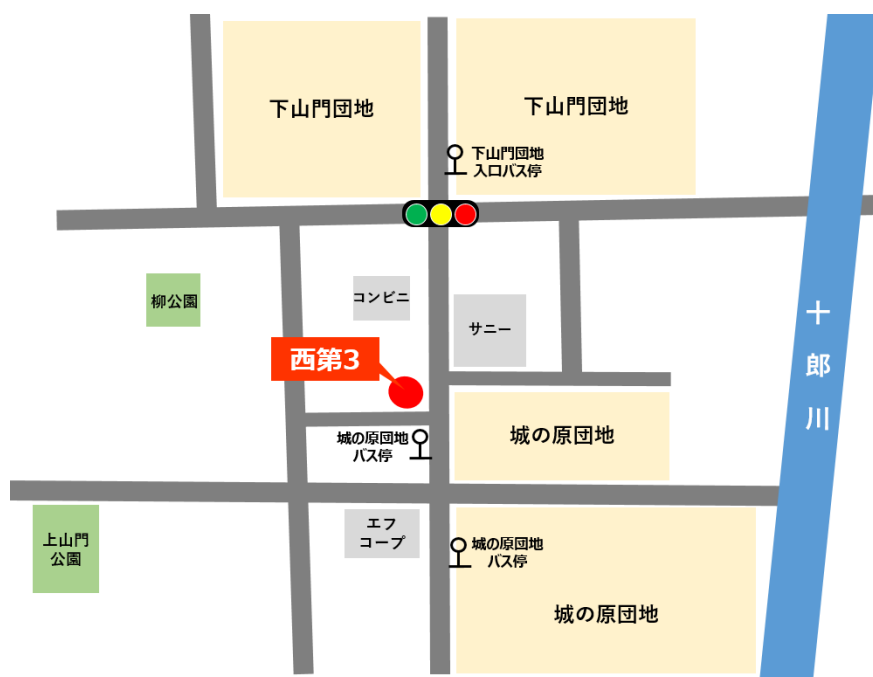 下山門団地
下山門団地
下山門団地
入口バス停
柳公園
コンビニ
サニー
西第3
十郎川
城の原団地
バス停
城の原団地
上山門
公園
エフ
コープ
城の原団地
バス停
城の原団地